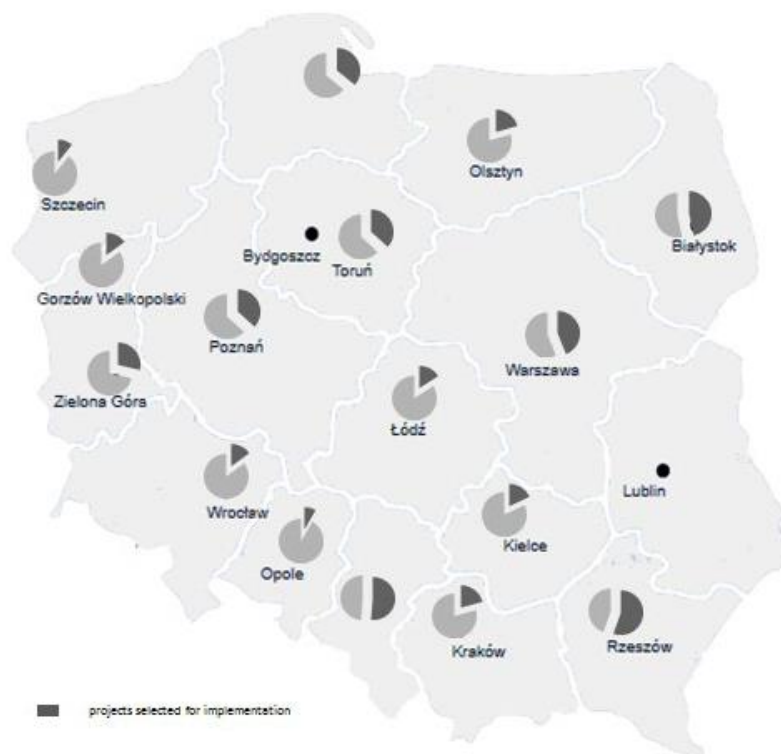 Olsztyn
Szczecin
Białystok
Bydgoszcz
Toruń
Gorzów Wielkopolski
Poznań
Warszawa
Zielona Góra
Łódź
Lublin
Wrocław
Kielce
Opole
Kraków
Rzeszów
projects selected for implementation